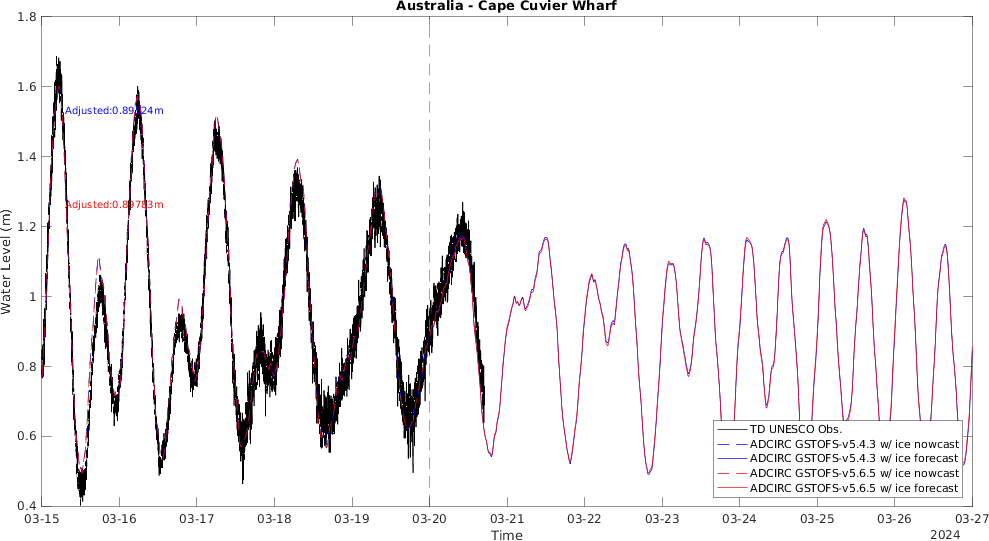 Australia - Cape Cuvier Wharf
1.8
1.6
1.4
1.2
1
0.8
0.6
0.4
Water Level (m)
Adjusted:0.89783m
TD UNESCO Obs.
ADCIRC GSTOFS-v5.4.3 w/ ice nowcast
ADCIRC GSTOFS-v5.4.3 w/ ice forecast
ADCIRC GSTOFS-v5.6.5 w/ ice nowcast
ADCIRC GSTOFS-v5.6.5 w/ ice forecast
03-15 03-16 03-17 03-18 03-19 03-20 03-21 03-22 03-23 03-24 03-25 03-26 03-27
Time
2024